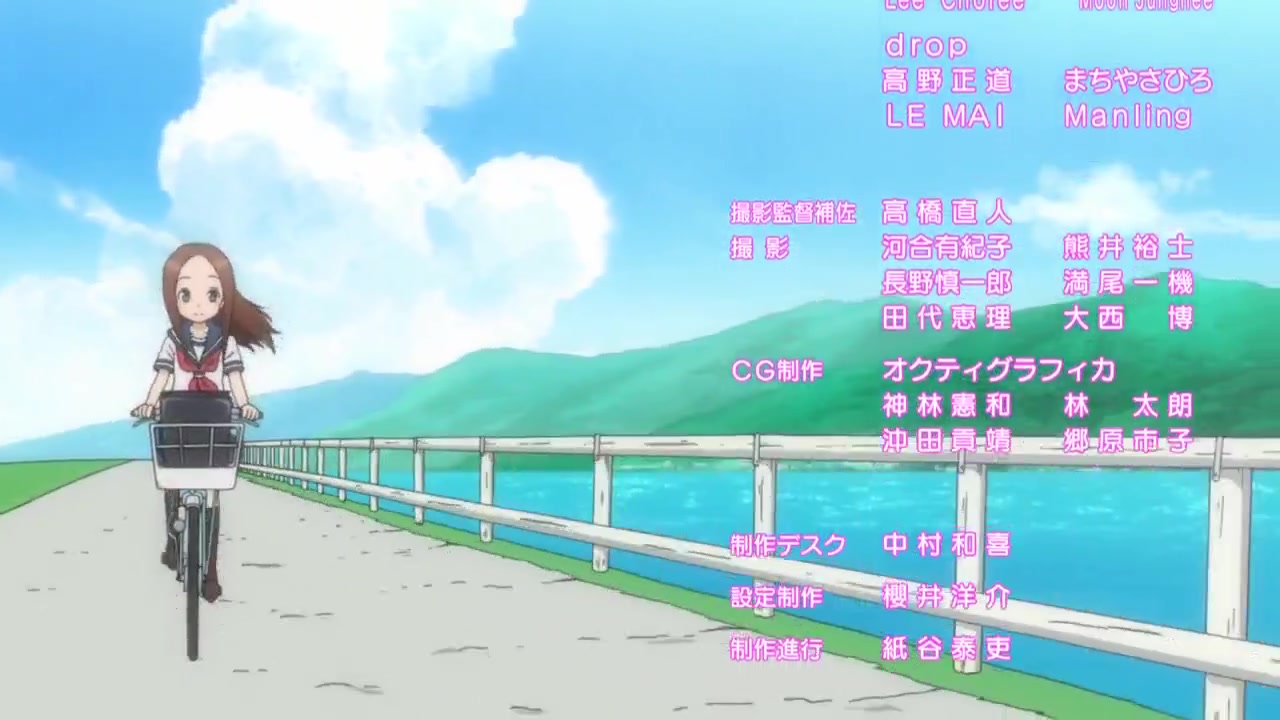 Lee Choree Moon Junghee
drop
高野正道 まちやさひろ
LE MAI Manling
撮影監督補佐 高橋直人
撮影 河合有紀子 熊井裕士
長野慎一郎 満尾一機
田代恵理 大西 博
CG制作 オクティグラフィカ
神林憲和 林 太朗
沖田貢靖 郷原市子
制作デスク 中村和喜
設定制作 櫻井洋介
制作進行 紙谷泰吏